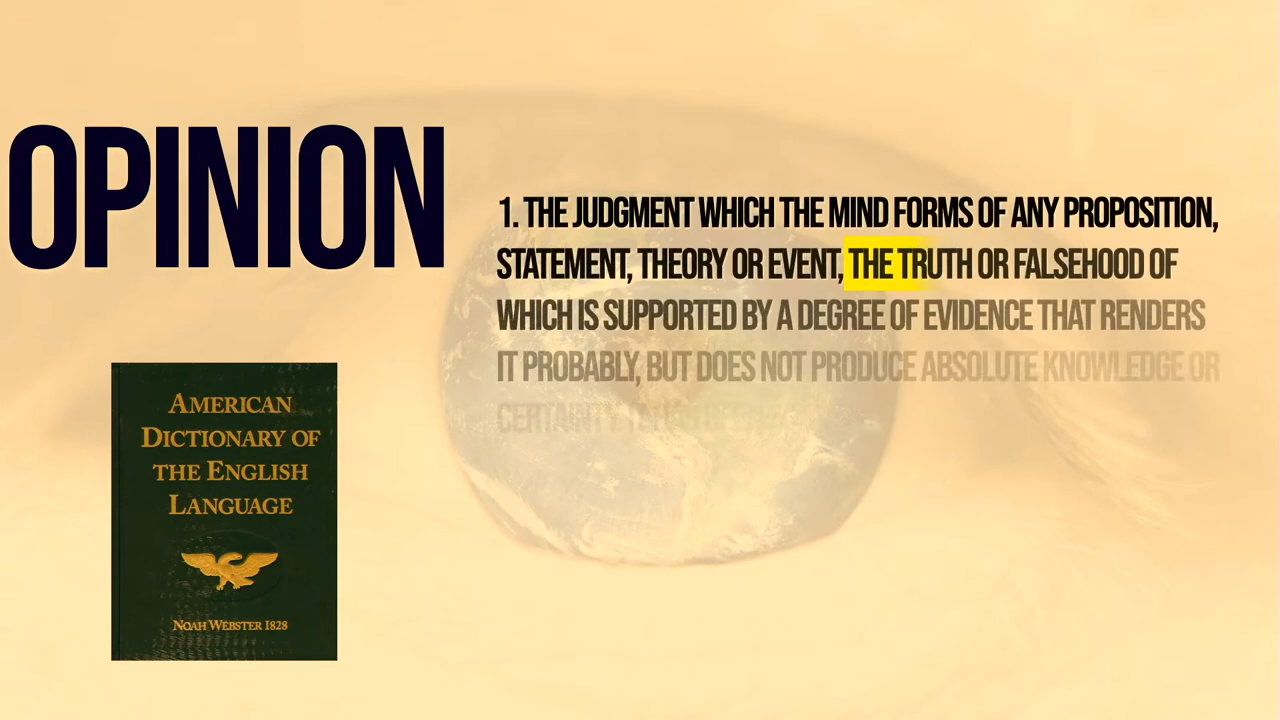 OPINION
1. THE JUDGMENT WHICH THE MIND FORMS OF ANY PROPOSITION,
STATEMENT, THEORY OR EVENT, THE TRUTH OR FALSEHOOD OF
WHICH IS SUPPORTED BY A DEGREE OF EVIDENCE THAT RENDERS
IT PROBABLY, BUT DOES NOT PRODUCE ABSOLUTE KNOWLEDGE OR
CERTAINTY
AMERICAN
DICTIONARY OF
THE ENGLISH
LANGUAGE
NOAH WEBSTER 1828